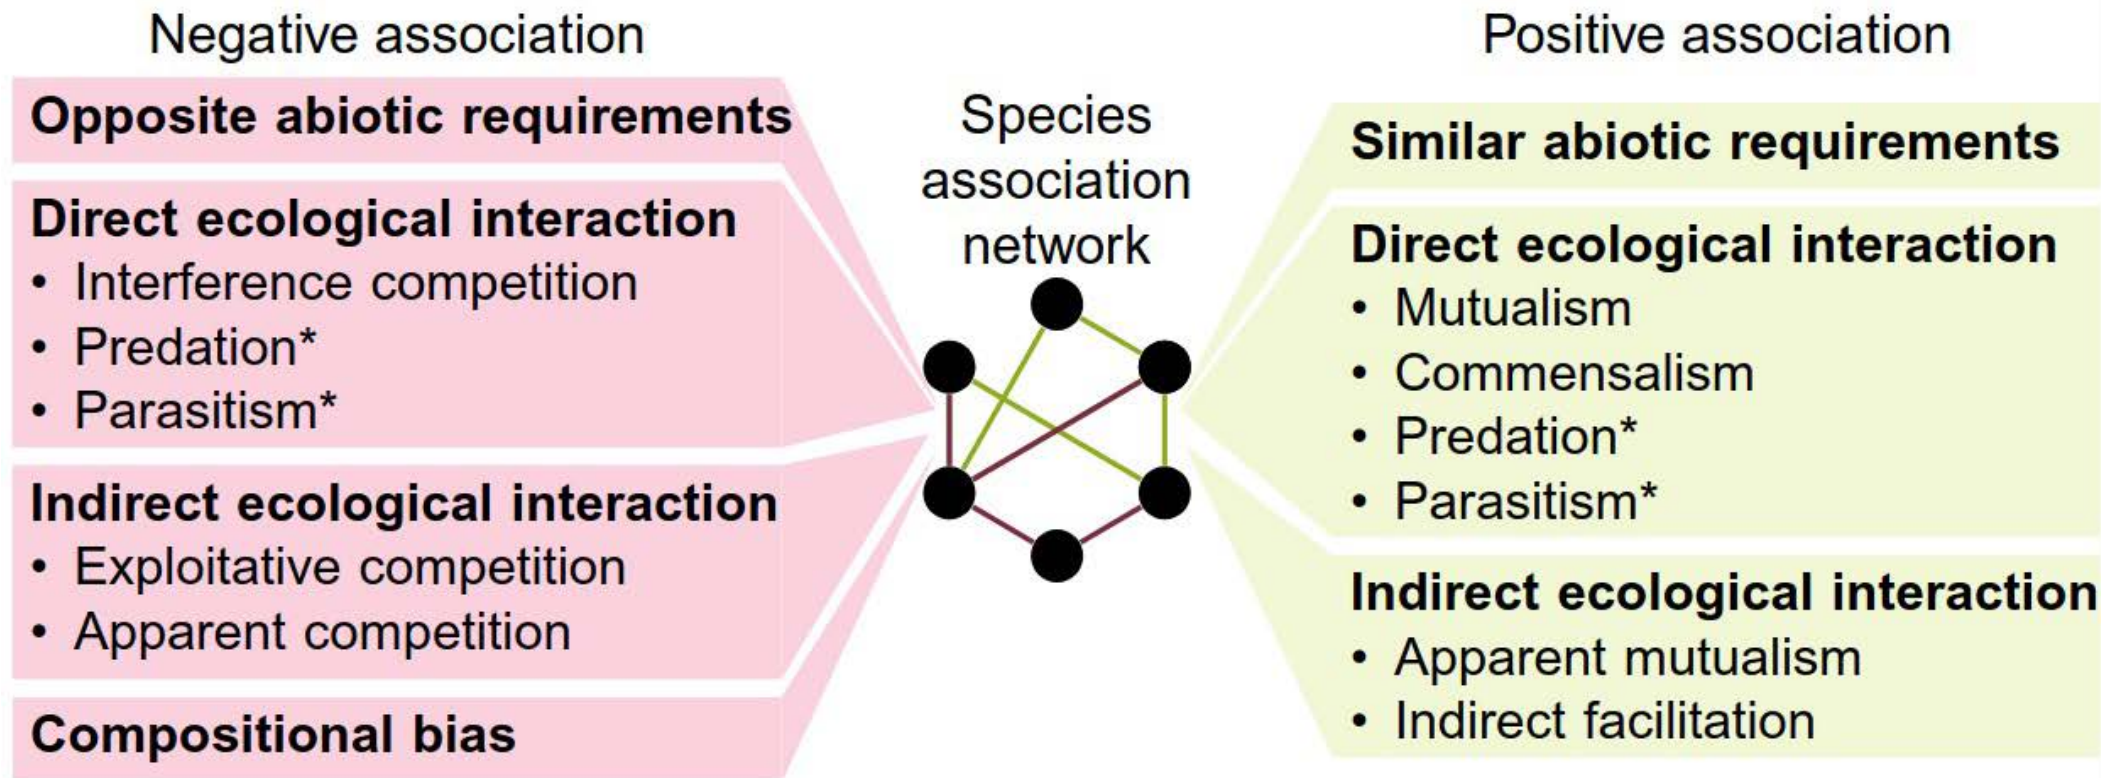 Negative association
Opposite abiotic requirements
Direct ecological interaction
• Interference competition
• Predation*
• Parasitism*
Indirect ecological interaction
• Exploitative competition
• Apparent competition
Compositional bias
Species
association
network
Positive association
Similar abiotic requirements
Direct ecological interaction
• Mutualism
• Commensalism
• Predation*
• Parasitism*
Indirect ecological interaction
• Apparent mutualism
• Indirect facilitation